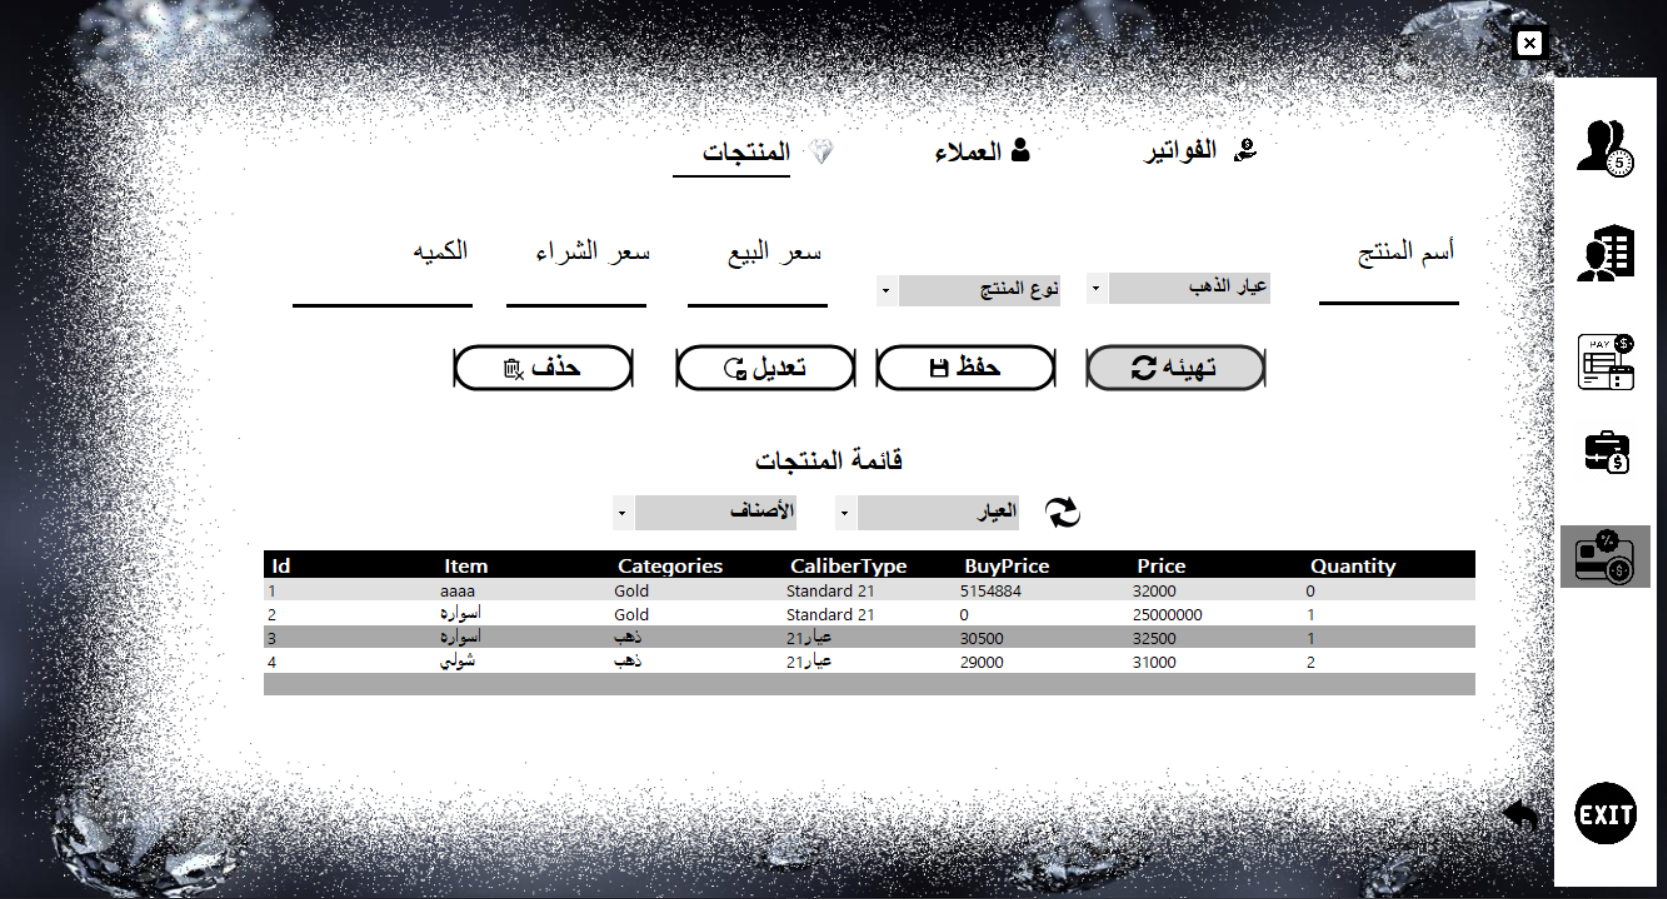 الفواتير العملاء المنتجات
أسم المنتج عيار الذهب نوع المنتج سعر البيع سعر الشراء الكميه
تهيئه حفظ تعديل حذف
قائمة المنتجات
العيار الأصناف
Id Item Categories CaliberType BuyPrice Price Quantity
1 aaaa Gold Standard 21 5154884 32000 0
2 اسواره Gold Standard 21 0 25000000 1
3 اسواره ذهب عيار21 30500 32500 1
4 شولي ذهب عيار21 29000 31000 2
5
PAY
EXIT